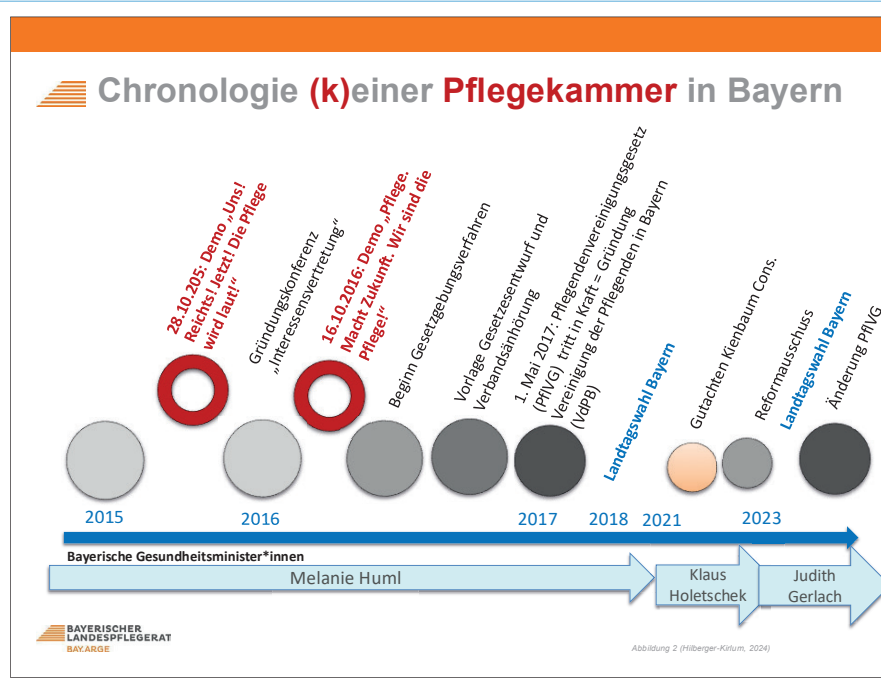 Chronologie (k)einer Pflegekammer in Bayern
28.10.205: Demo „Uns!
Reichts! Jetzt! Die Pflege
wird laut!“
Gründungskonferenz
„Interessensvertretung“
16.10.2016: Demo „Pflege.
Macht Zukunft. Wir sind die
Pflege!“
Beginn Gesetzgebungsverfahren
Vorlage Gesetzesentwurf und
Verbandsänhörung
1. Mai 2017: Pflegendenvereinigungsgesetz
(PflVG) tritt in Kraft = Gründung
Vereinigung der Pflegenden in Bayern
(VdPB)
Landtagswahl Bayern
Gutachten Kienbaum Cons.
Reformausschuss
Landtagswahl Bayern
Änderung PflVG
2015
2016
2017
2018
2021
2023
Bayerische Gesundheitsminister*innen
Melanie Huml
Klaus
Holetschek
Judith
Gerlach
BAYERISCHER
LANDESPFLEGERAT
BAY.ARGE
Abbildung 2 (Hilberger-Kirlum, 2024)